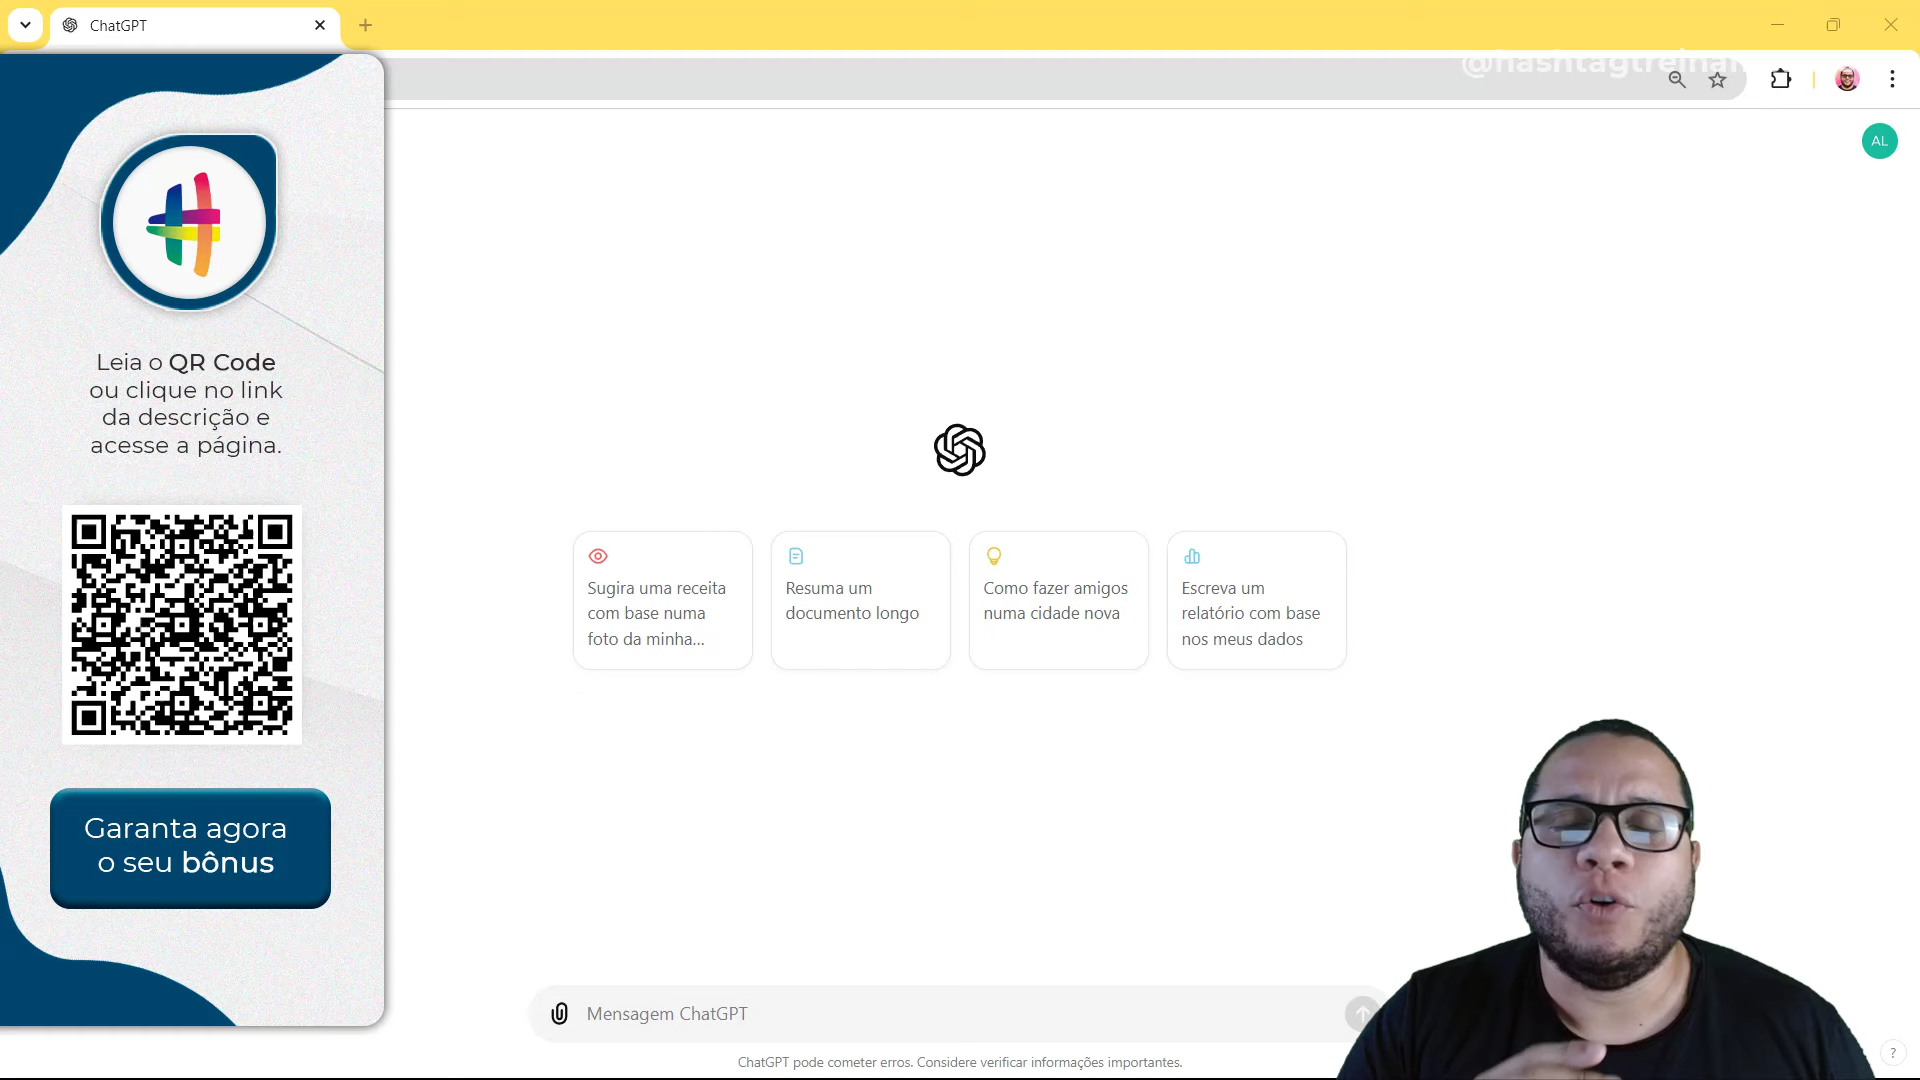 ChatGPT
AL
Leia o QR Code
ou clique no link
da descrição e
acesse a página.
Garanta agora
o seu bônus
Sugira uma receita
com base numa
foto da minha...
Resuma um
documento longo
Como fazer amigos
numa cidade nova
Escreva um
relatório com base
nos meus dados
Mensagem ChatGPT
ChatGPT pode cometer erros. Considere verificar informações importantes.
?